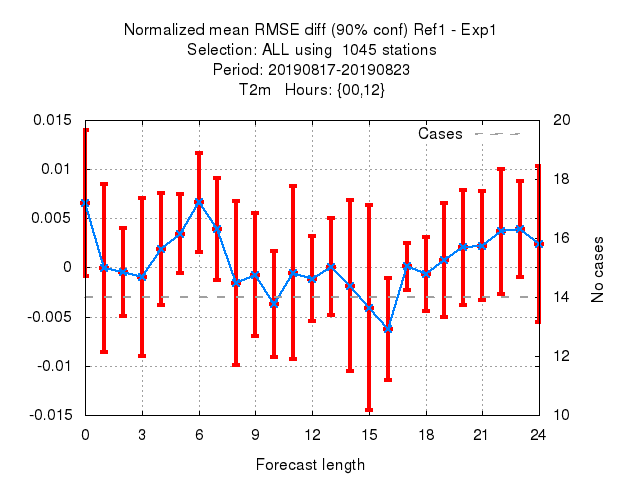 Normalized mean RMSE diff (90% conf) Ref1 - Exp1
Selection: ALL using  1045 stations
Period: 20190817-20190823
T2m   Hours: {00,12}
Cases
0.015
0.01
0.005
0
-0.005
-0.01
-0.015
20
18
16
14
12
10
No cases
0 3 6 9 12 15 18 21 24
Forecast length